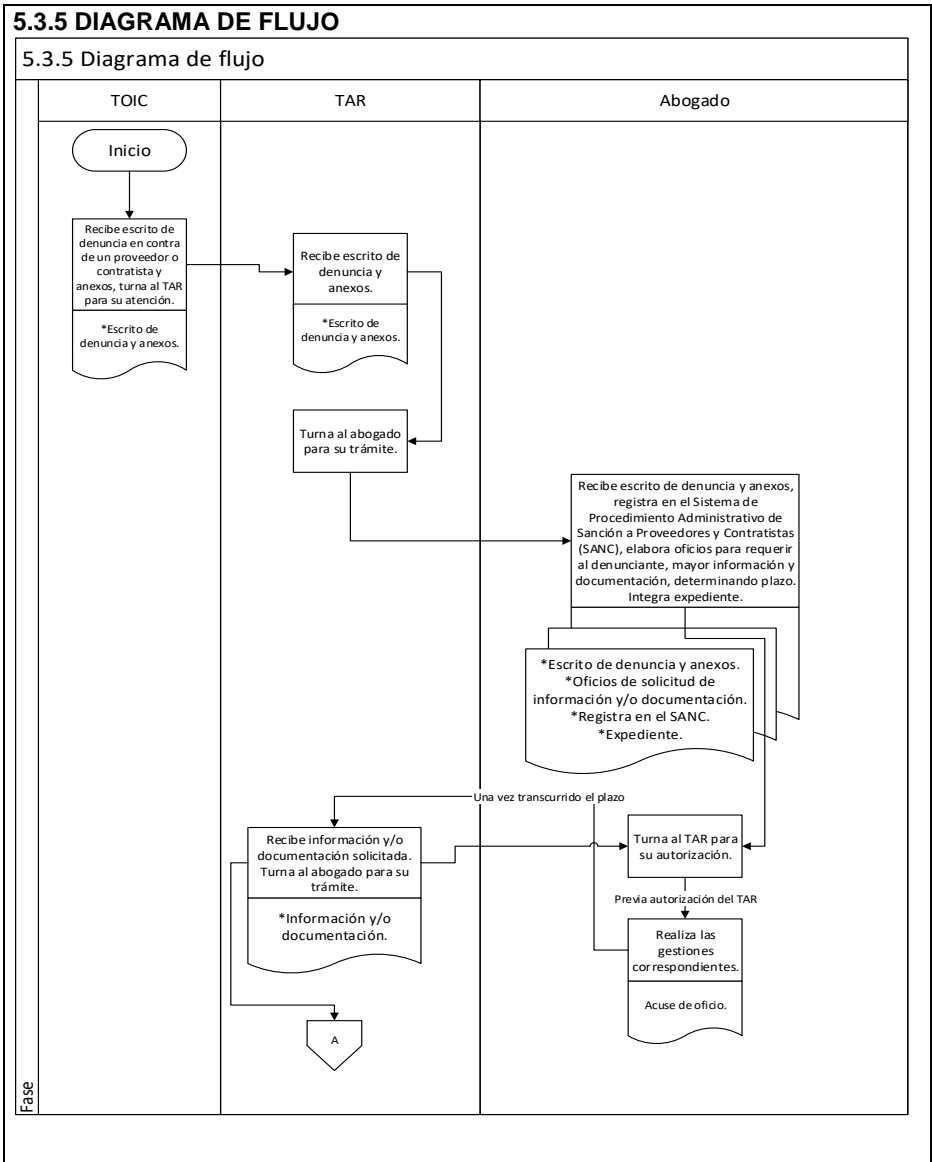 5.3.5 DIAGRAMA DE FLUJO
5.3.5 Diagrama de flujo
TOIC
TAR
Abogado
Inicio
Recibe escrito de
denuncia en contra
de un proveedor o
contratista y
anexos, turna al TAR
para su atención.
*Escrito de
denuncia y anexos.
Recibe escrito de
denuncia y
anexos.
*Escrito de
denuncia y anexos.
Turna al abogado
para su trámite.
Recibe escrito de denuncia y anexos,
registra en el Sistema de
Procedimiento Administrativo de
Sanción a Proveedores y Contratistas
(SANC), elabora oficios para requerir
al denunciante, mayor información y
documentación, determinando plazo.
Integra expediente.
*Escrito de denuncia y anexos.
*Oficios de solicitud de
información y/o documentación.
*Registra en el SANC.
*Expediente.
Una vez transcurrido el plazo
Recibe información y/o
documentación solicitada.
Turna al abogado para su
trámite.
*Información y/o
documentación.
Turna al TAR para
su autorización.
Previa autorización del TAR
Realiza las
gestiones
correspondientes.
Acuse de oficio.
A
Fase